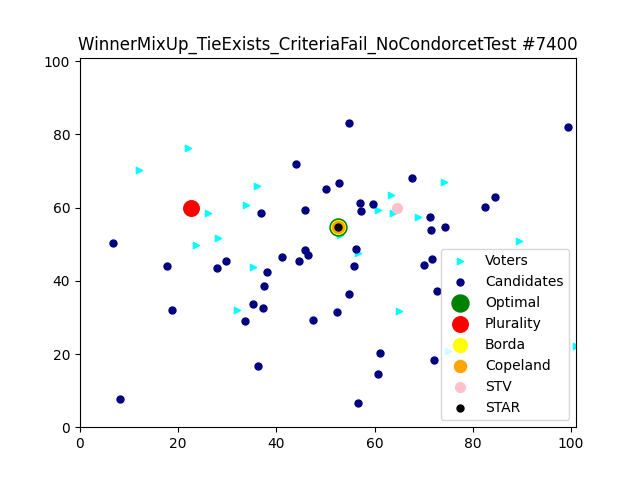 WinnerMixUp_TieExists_CriteriaFail_NoCondorcetTest #7400
100
80
60
40
20
0
0 20 40 60 80 100
Voters
Candidates
Optimal
Plurality
Borda
Copeland
STV
STAR